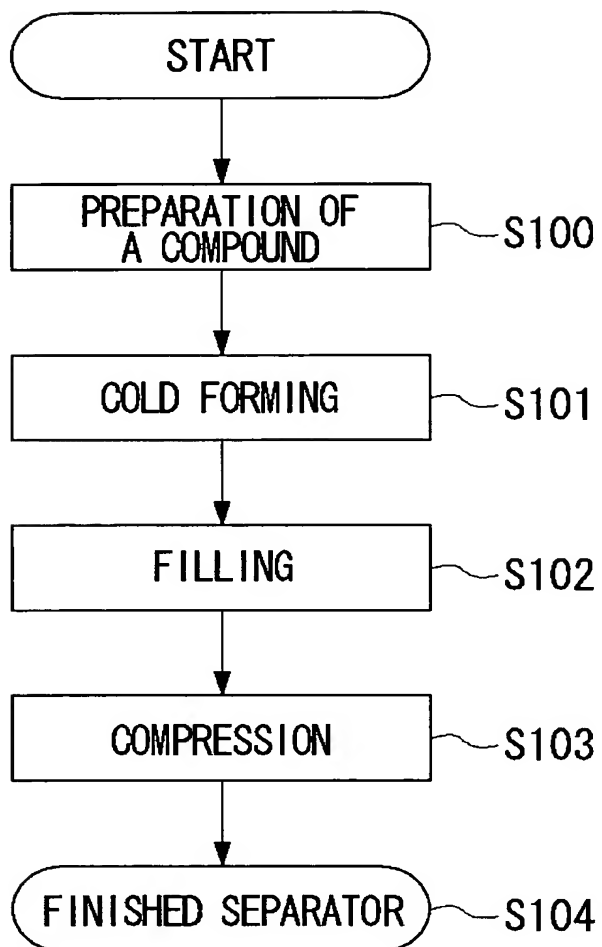 START
PREPARATION OF
A COMPOUND
S100
COLD FORMING
S101
FILLING
S102
COMPRESSION
S103
FINISHED SEPARATOR
S104